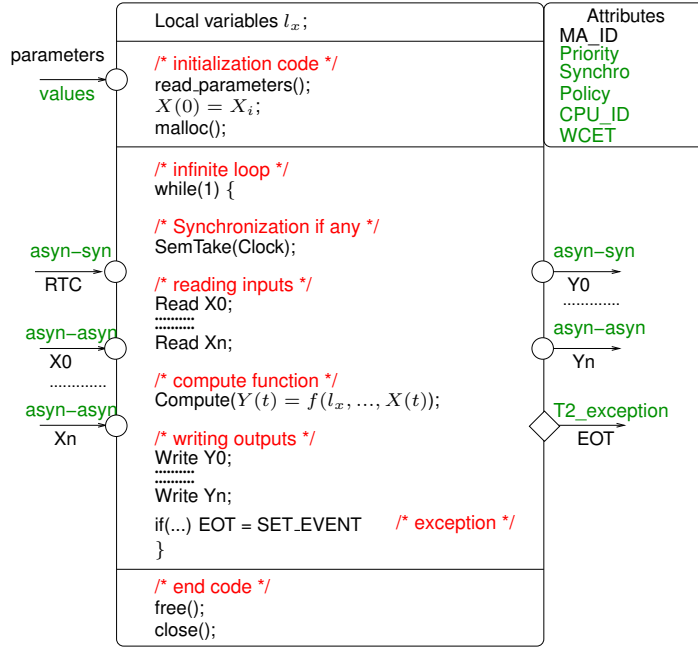 Local variables l_x;
Attributes
MA_ID
Priority
Synchro
Policy
CPU_ID
WCET
parameters
values
/* initialization code */
read_parameters();
X(0) = X_i;
malloc();
/* infinite loop */
while(1) {
/* Synchronization if any */
SemTake(Clock);
asyn−syn
RTC
asyn−syn
Y0
.............
/* reading inputs */
Read X0;
..........
..........
Read Xn;
asyn−asyn
X0
.............
asyn−asyn
Yn
/* compute function */
Compute(Y(t) = f(l_x, ..., X(t));
asyn−asyn
Xn
T2_exception
EOT
/* writing outputs */
Write Y0;
..........
..........
Write Yn;
if(...) EOT = SET_EVENT /* exception */
}
/* end code */
free();
close();